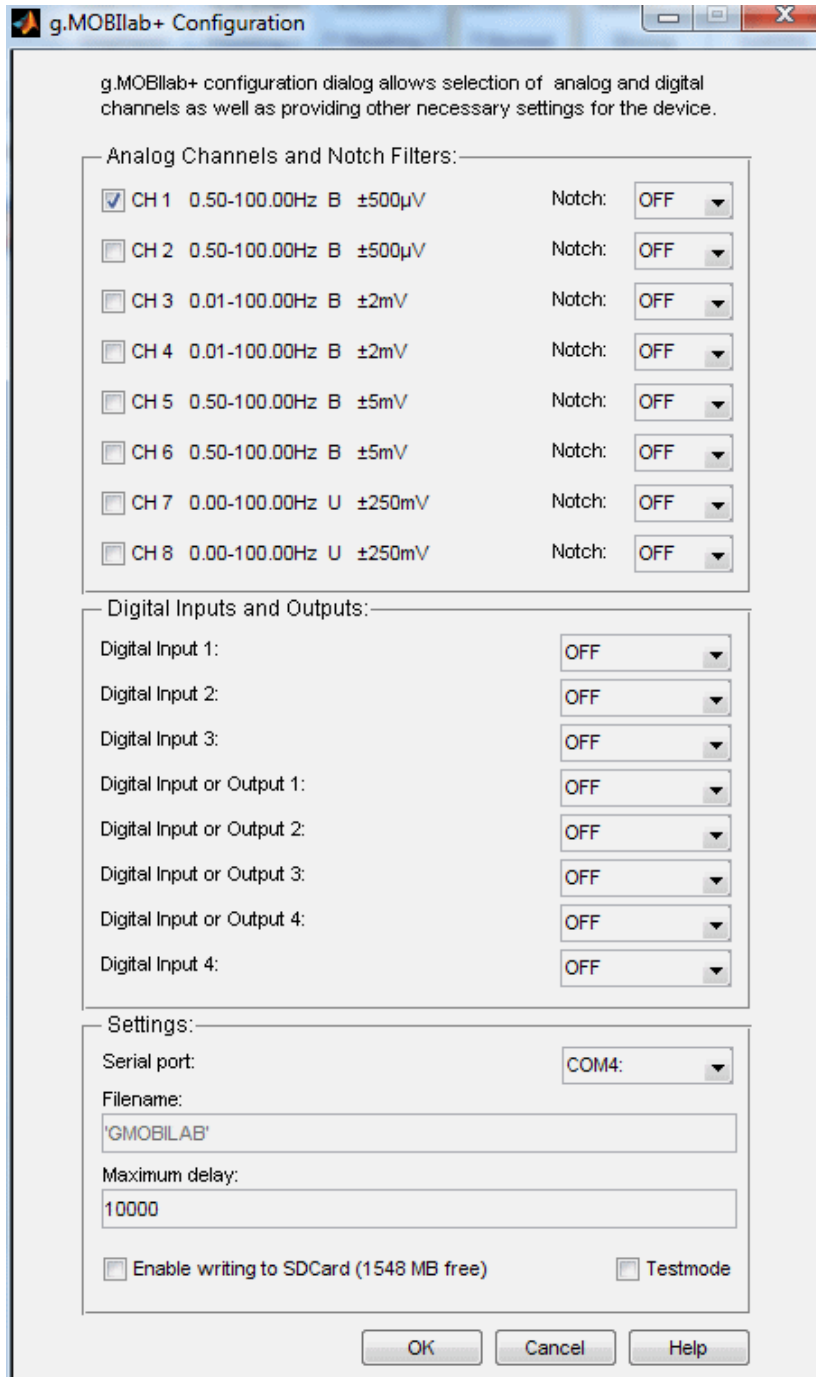 g.MOBIlab+ Configuration
g.MOBIlab+ configuration dialog allows selection of analog and digital
channels as well as providing other necessary settings for the device.
Analog Channels and Notch Filters:
CH 1 0.50-100.00Hz B ±500µV Notch: OFF
CH 2 0.50-100.00Hz B ±500µV Notch: OFF
CH 3 0.01-100.00Hz B ±2mV Notch: OFF
CH 4 0.01-100.00Hz B ±2mV Notch: OFF
CH 5 0.50-100.00Hz B ±5mV Notch: OFF
CH 6 0.50-100.00Hz B ±5mV Notch: OFF
CH 7 0.00-100.00Hz U ±250mV Notch: OFF
CH 8 0.00-100.00Hz U ±250mV Notch: OFF
Digital Inputs and Outputs:
Digital Input 1: OFF
Digital Input 2: OFF
Digital Input 3: OFF
Digital Input or Output 1: OFF
Digital Input or Output 2: OFF
Digital Input or Output 3: OFF
Digital Input or Output 4: OFF
Digital Input 4: OFF
Settings:
Serial port: COM4:
Filename:
'GMOBILAB'
Maximum delay:
10000
Enable writing to SDCard (1548 MB free) Testmode
OK Cancel Help